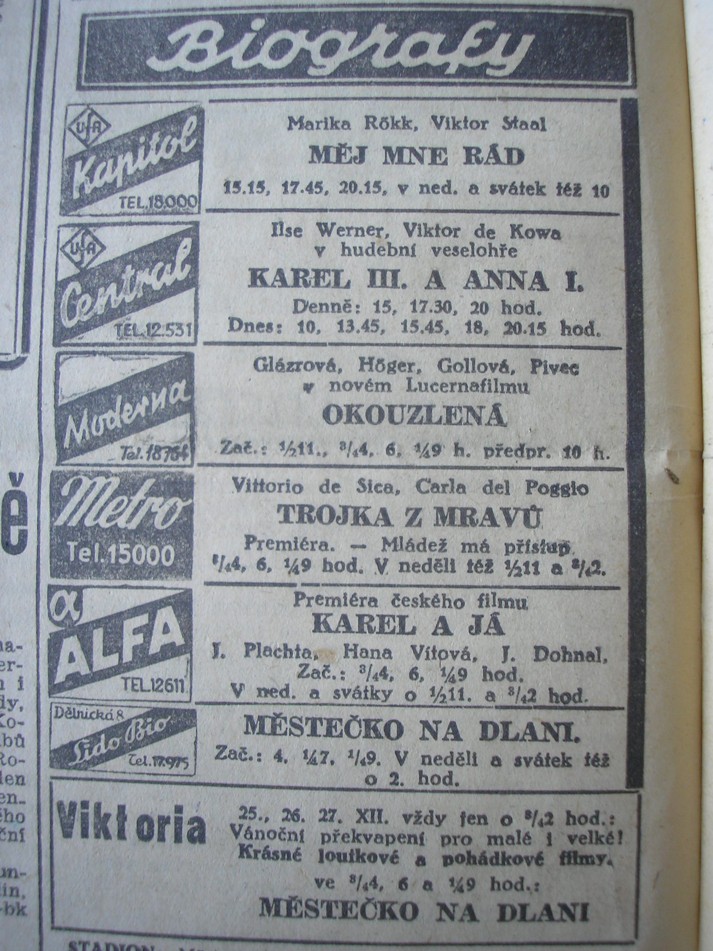 Biografy
UFA
Kapitol
TEL.18.000
Marika Rökk, Viktor Staal
MĚJ MNE RÁD
15.15, 17.45, 20.15, v ned. a svátek též 10
UFA
Central
TEL.12.531
Ilse Werner, Viktor de Kowa
v hudební veselohře
KAREL III. A ANNA I.
Denně: 15, 17.30, 20 hod.
Dnes: 10, 13.45, 15.45, 18, 20.15 hod.
Moderna
Tel.
Glázrová, Höger, Gollová, Pivec
v novém Lucernafilmu
OKOUZLENÁ
Zač.: ½11., ¾4, 6, ¼9 h. předpr. 10 h.
Metro
Tel.15000
Vittorio de Sica, Carla del Poggio
TROJKA Z MRAVŮ
Premiéra. — Mládež má přístup.
¾4, 6, ¼9 hod. V neděli též ½11 a ¾2.
α
ALFA
TEL.12611
Premiéra českého filmu
KAREL A JÁ
J. Plachta, Hana Vítová, J. Dohnal,
Zač.: ¾4, 6, ¼9 hod.
V ned. a svátky o ½11. a ¾2 hod.
Dělnická 8
Lido Bio
Tel.17.975
MĚSTEČKO NA DLANI.
Zač.: 4, ¼7, ½9. V neděli a svátek též
o 2. hod.
Viktoria
25., 26. 27. XII. vždy jen o ¾2 hod.:
Vánoční překvapení pro malé i velké!
Krásné loutkové a pohádkové filmy.
ve ¾4, 6 a ¼9 hod.:
MĚSTEČKO NA DLANI